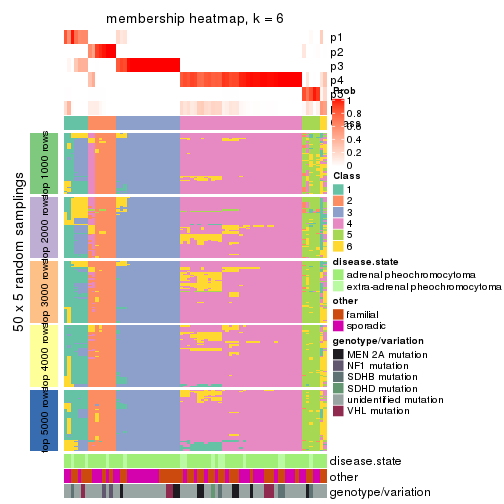 membership heatmap, k = 6
p1
p2
p3
p4
Prob
1
0.8
0.6
0.4
0.2
0
Class
1
2
3
4
5
6
disease.state
adrenal pheochromocytoma
extra-adrenal pheochromocytoma
other
familial
sporadic
genotype/variation
MEN 2A mutation
NF1 mutation
SDHB mutation
SDHD mutation
unidentified mutation
VHL mutation
50 x 5 random samplings
top 1000 rows
top 2000 rows
top 3000 rows
top 4000 rows
top 5000 rows
disease.state
other
genotype/variation